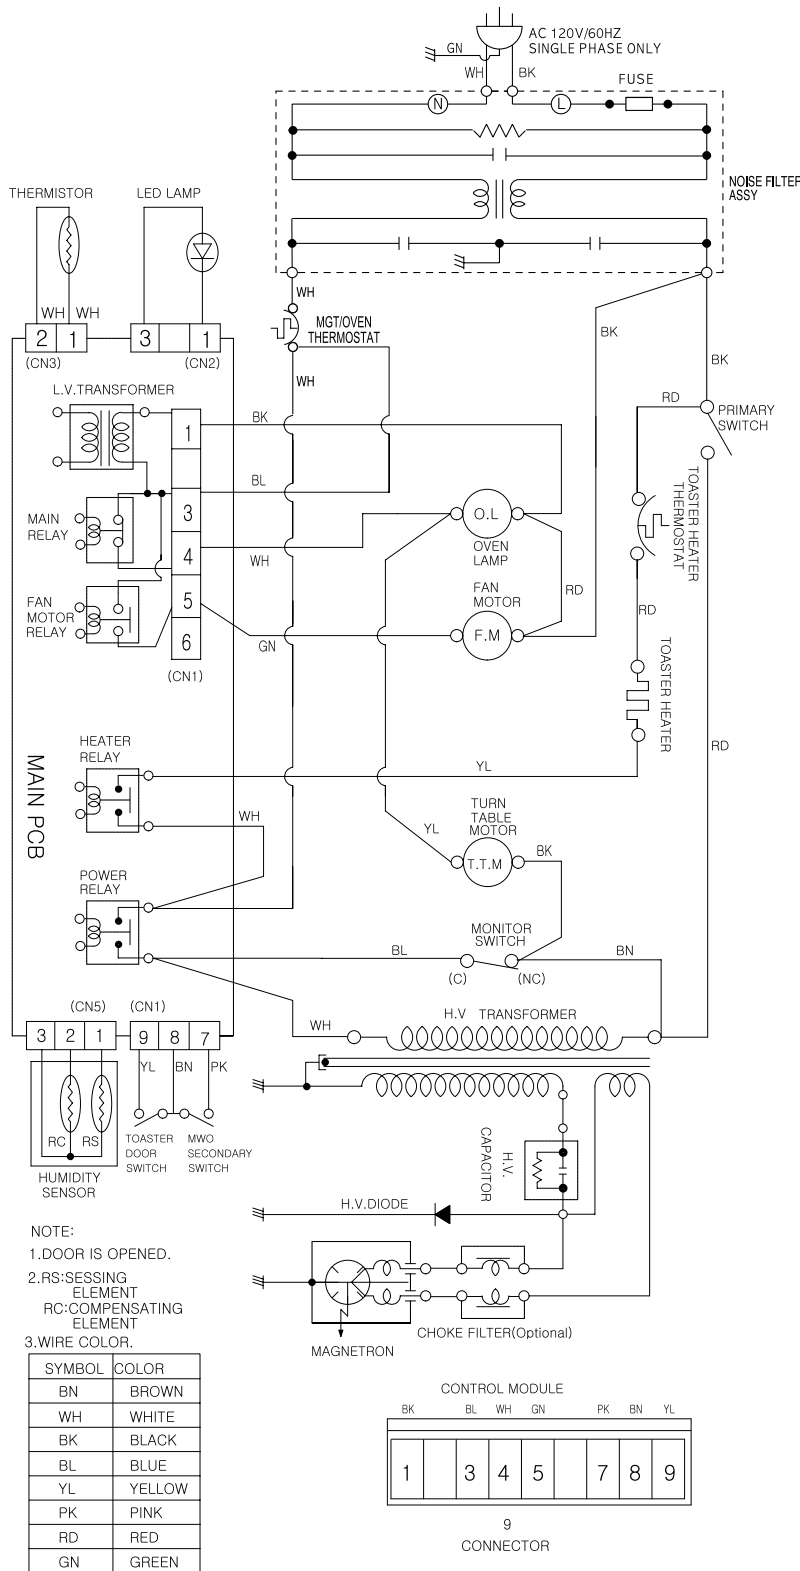 AC 120V/60HZ
SINGLE PHASE ONLY
GN
WH
BK
FUSE
N
L
NOISE FILTER
ASSY
THERMISTOR
LED LAMP
WH
WH
WH
2
1
3
1
(CN3)
(CN2)
MGT/OVEN
THERMOSTAT
BK
BK
WH
L.V.TRANSFORMER
RD
PRIMARY
SWITCH
1
BK
BL
3
MAIN
RELAY
4
WH
O.L
OVEN
LAMP
TOASTER HEATER
THERMOSTAT
FAN
MOTOR
RELAY
5
FAN
MOTOR
RD
RD
F.M
6
GN
(CN1)
TOASTER HEATER
RD
MAIN PCB
HEATER
RELAY
YL
WH
TURN
TABLE
MOTOR
YL
BK
T.T.M
POWER
RELAY
MONITOR
SWITCH
BL
BN
(C)
(NC)
(CN5)
(CN1)
H.V TRANSFORMER
WH
3
2
1
9
8
7
YL
BN
PK
RC
RS
TOASTER
DOOR
SWITCH
MWO
SECONDARY
SWITCH
HUMIDITY
SENSOR
H.V.
CAPACITOR
H.V.DIODE
NOTE:
1.DOOR IS OPENED.
2.RS:SESSING
ELEMENT
RC:COMPENSATING
ELEMENT
3.WIRE COLOR.
MAGNETRON
CHOKE FILTER(Optional)
SYMBOL COLOR
BN BROWN
WH WHITE
BK BLACK
BL BLUE
YL YELLOW
PK PINK
RD RED
GN GREEN
CONTROL MODULE
BK BL WH GN PK BN YL
1 3 4 5 7 8 9
9
CONNECTOR